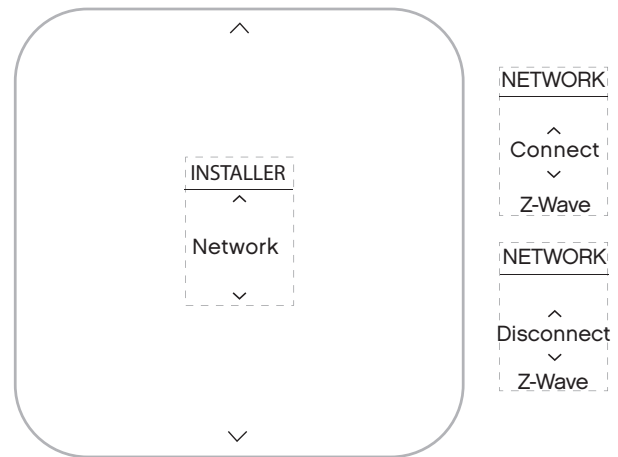 INSTALLER
Network
NETWORK
Connect
Z-Wave
NETWORK
Disconnect
Z-Wave